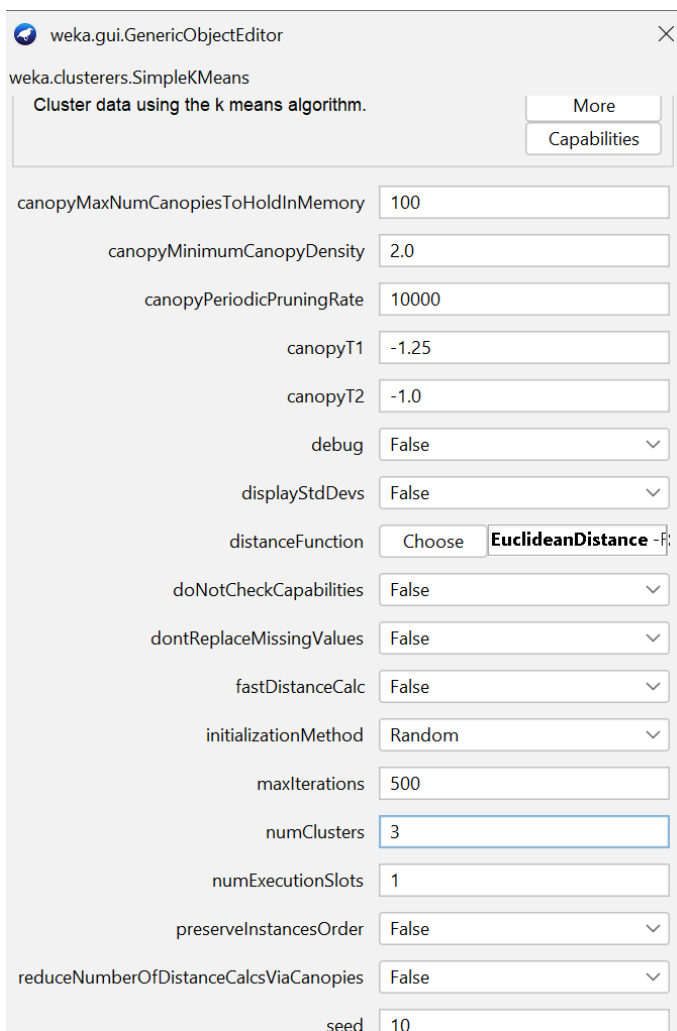 weka.gui.GenericObjectEditor
weka.clusterers.SimpleKMeans
Cluster data using the k means algorithm.
More
Capabilities
canopyMaxNumCanopiesToHoldInMemory 100
canopyMinimumCanopyDensity 2.0
canopyPeriodicPruningRate 10000
canopyT1 -1.25
canopyT2 -1.0
debug False
displayStdDevs False
distanceFunction Choose EuclideanDistance
doNotCheckCapabilities False
dontReplaceMissingValues False
fastDistanceCalc False
initializationMethod Random
maxIterations 500
numClusters 3
numExecutionSlots 1
preserveInstancesOrder False
reduceNumberOfDistanceCalcsViaCanopies False
seed 10